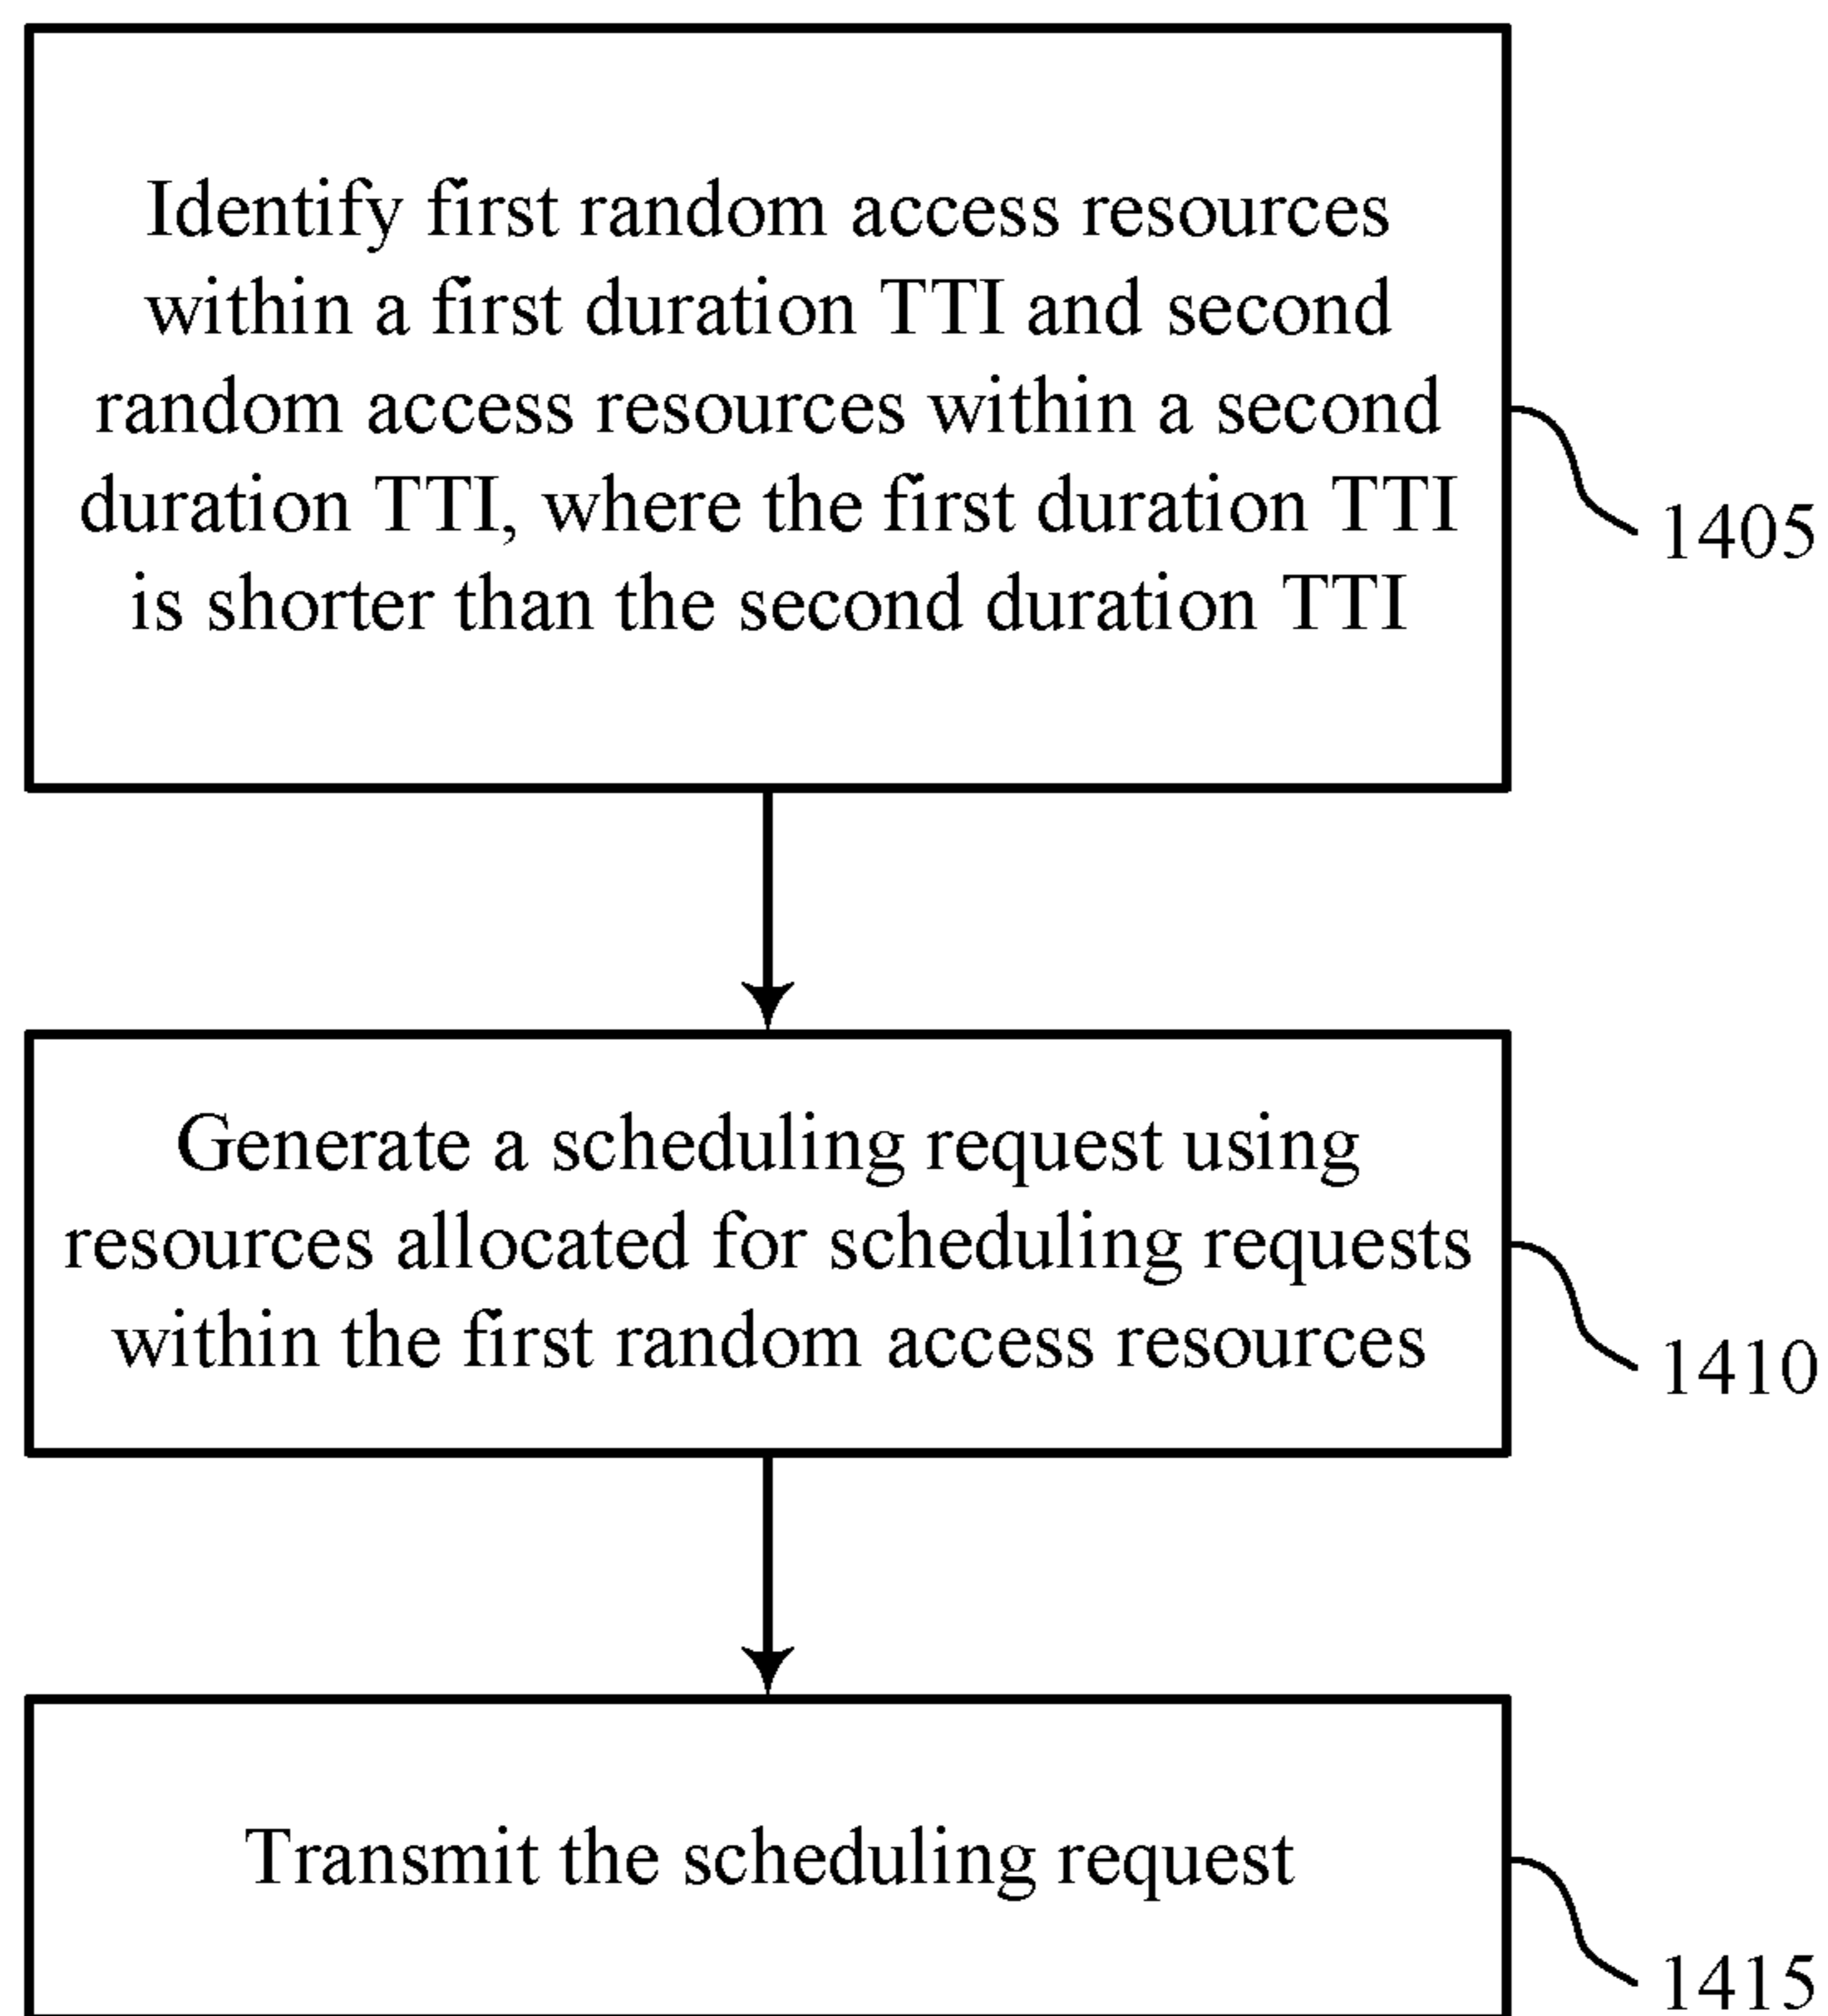 Identify first random access resources
within a first duration TTI and second
random access resources within a second
duration TTI, where the first duration TTI
is shorter than the second duration TTI
1405
Generate a scheduling request using
resources allocated for scheduling requests
within the first random access resources
1410
Transmit the scheduling request
1415